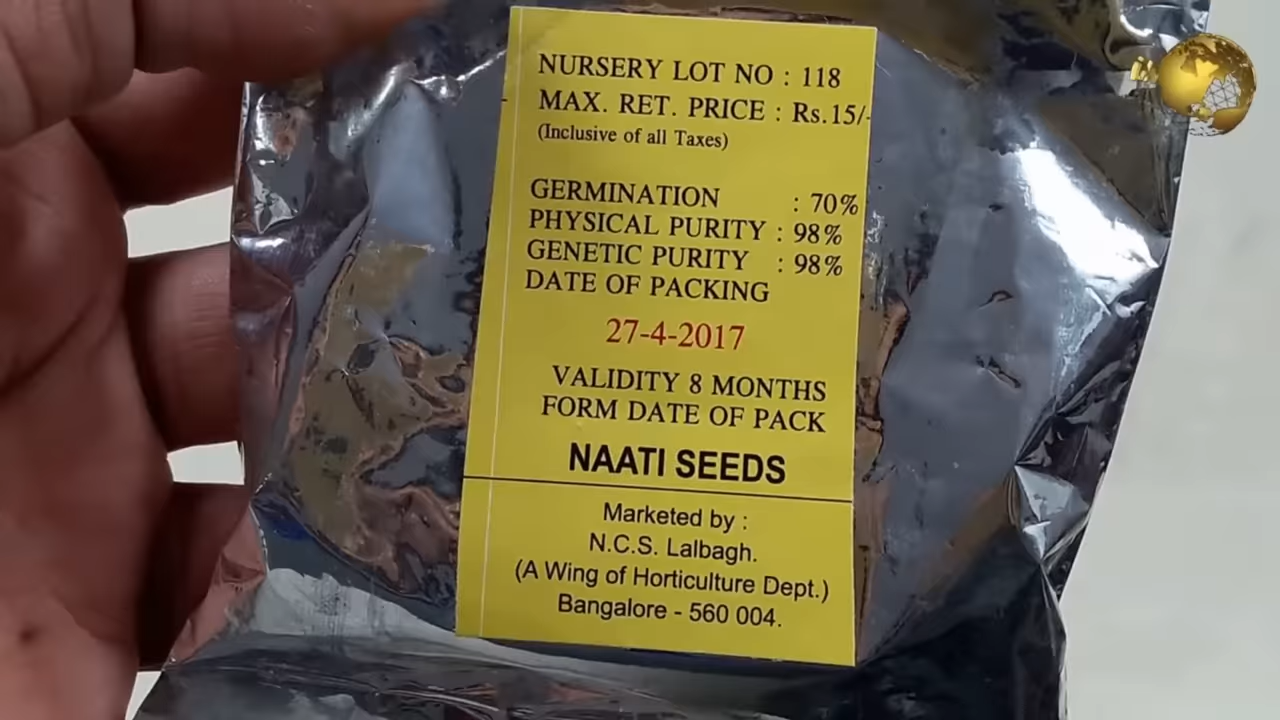 NURSERY LOT NO : 118
MAX. RET. PRICE : Rs.15/-
(Inclusive of all Taxes)
GERMINATION : 70%
PHYSICAL PURITY : 98%
GENETIC PURITY : 98%
DATE OF PACKING
27-4-2017
VALIDITY 8 MONTHS
FORM DATE OF PACK
NAATI SEEDS
Marketed by :
N.C.S. Lalbagh.
(A Wing of Horticulture Dept.)
Bangalore - 560 004.